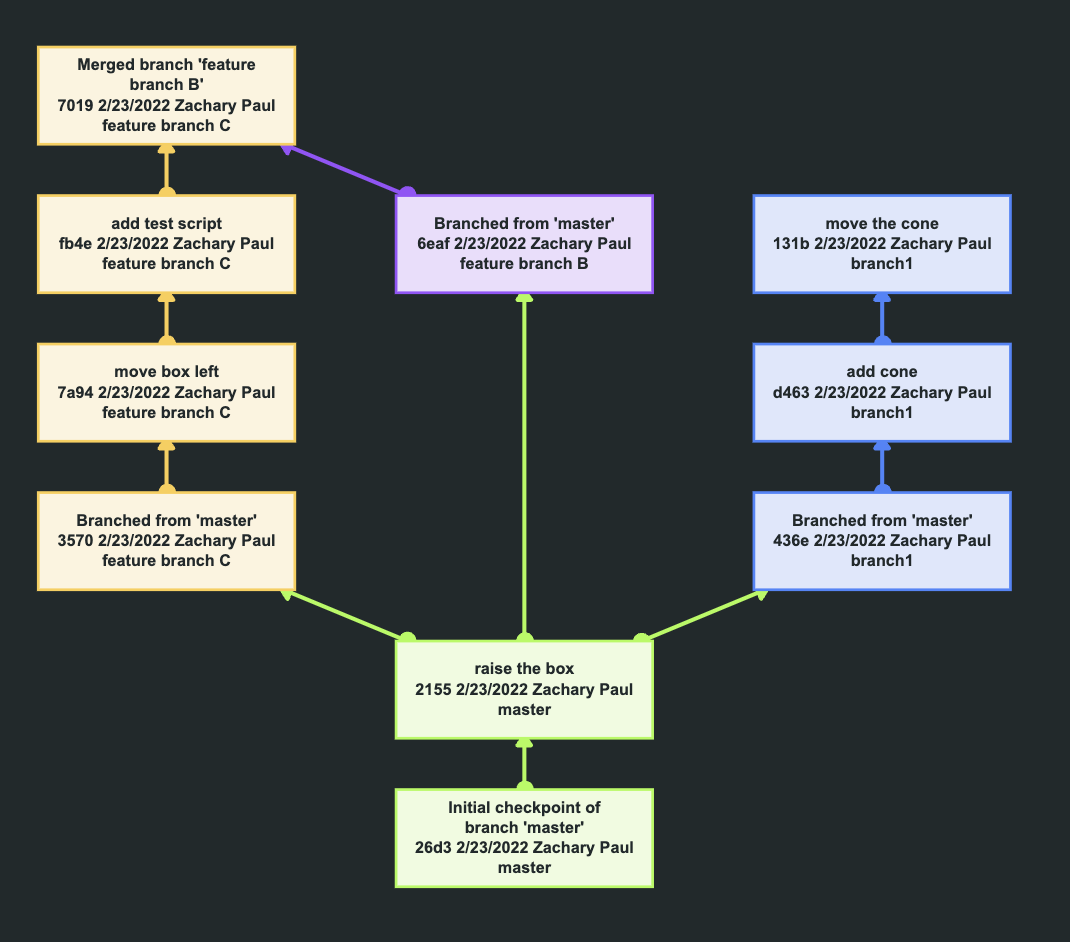 Merged branch 'feature
branch B'
7019 2/23/2022 Zachary Paul
feature branch C
add test script
fb4e 2/23/2022 Zachary Paul
feature branch C
Branched from 'master'
6eaf 2/23/2022 Zachary Paul
feature branch B
move the cone
131b 2/23/2022 Zachary Paul
branch1
move box left
7a94 2/23/2022 Zachary Paul
feature branch C
add cone
d463 2/23/2022 Zachary Paul
branch1
Branched from 'master'
3570 2/23/2022 Zachary Paul
feature branch C
Branched from 'master'
436e 2/23/2022 Zachary Paul
branch1
raise the box
2155 2/23/2022 Zachary Paul
master
Initial checkpoint of
branch 'master'
26d3 2/23/2022 Zachary Paul
master